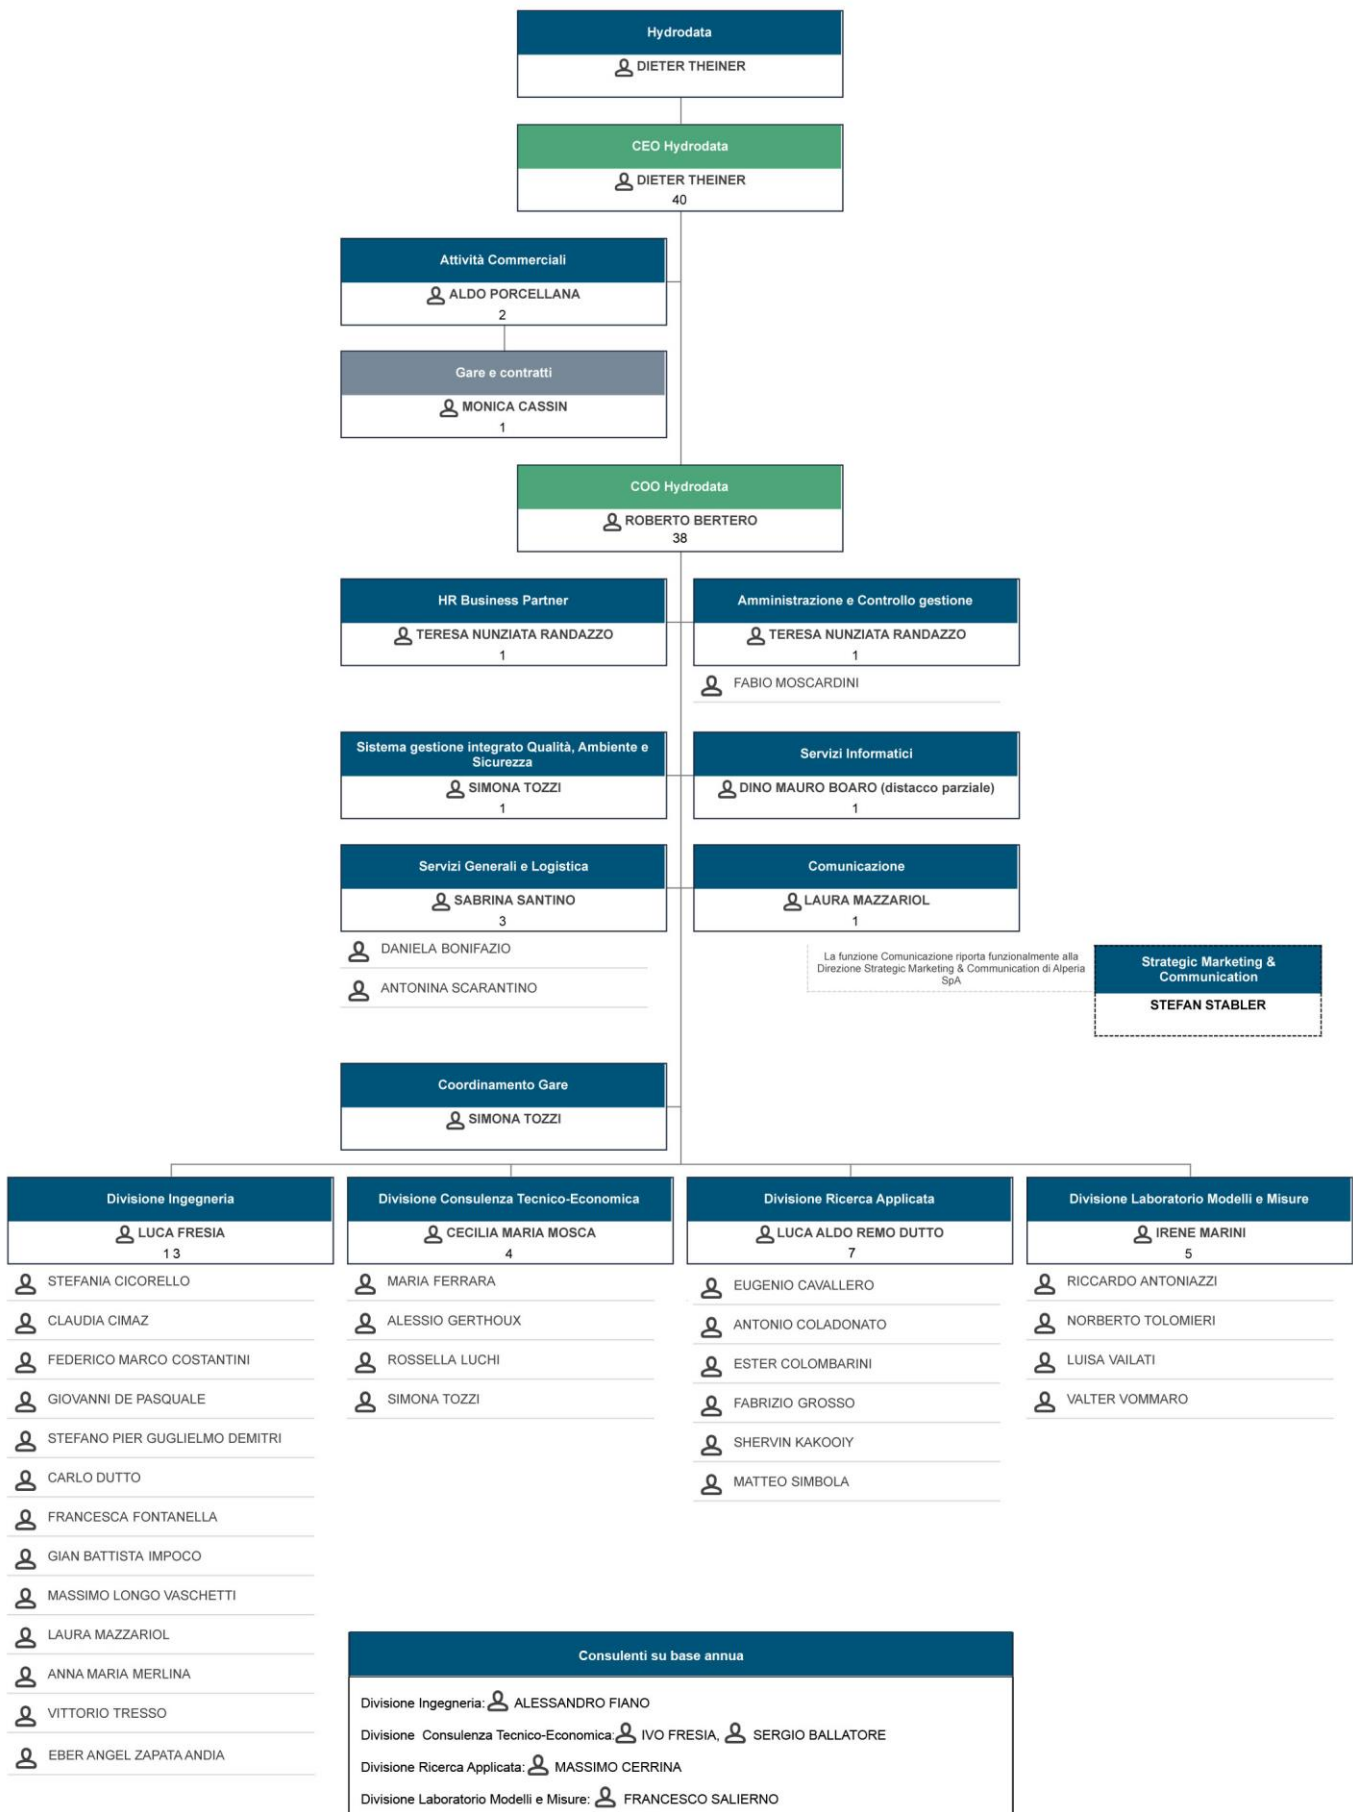 Hydrodata
DIETER THEINER
CEO Hydrodata
DIETER THEINER
40
Attività Commerciali
ALDO PORCELLANA
2
Gare e contratti
MONICA CASSIN
1
COO Hydrodata
ROBERTO BERTERO
38
HR Business Partner
TERESA NUNZIATA RANDAZZO
1
Amministrazione e Controllo gestione
TERESA NUNZIATA RANDAZZO
1
FABIO MOSCARDINI
Sistema gestione integrato Qualità, Ambiente e
Sicurezza
SIMONA TOZZI
1
Servizi Informatici
DINO MAURO BOARO (distacco parziale)
1
Servizi Generali e Logistica
SABRINA SANTINO
3
DANIELA BONIFAZIO
ANTONINA SCARANTINO
Comunicazione
LAURA MAZZARIOL
1
La funzione Comunicazione riporta funzionalmente alla
Direzione Strategic Marketing & Communication di Alperia
SpA
Strategic Marketing &
Communication
STEFAN STABLER
Coordinamento Gare
SIMONA TOZZI
Divisione Ingegneria
LUCA FRESIA
13
STEFANIA CICORELLO
CLAUDIA CIMAZ
FEDERICO MARCO COSTANTINI
GIOVANNI DE PASQUALE
STEFANO PIER GUGLIELMO DEMITRI
CARLO DUTTO
FRANCESCA FONTANELLA
GIAN BATTISTA IMPOCO
MASSIMO LONGO VASCHETTI
LAURA MAZZARIOL
ANNA MARIA MERLINA
VITTORIO TRESSO
EBER ANGEL ZAPATA ANDIA
Divisione Consulenza Tecnico-Economica
CECILIA MARIA MOSCA
4
MARIA FERRARA
ALESSIO GERTHOUX
ROSSELLA LUCHI
SIMONA TOZZI
Divisione Ricerca Applicata
LUCA ALDO REMO DUTTO
7
EUGENIO CAVALLERO
ANTONIO COLADONATO
ESTER COLOMBARINI
FABRIZIO GROSSO
SHERVIN KAKOOIY
MATTEO SIMBOLA
Divisione Laboratorio Modelli e Misure
IRENE MARINI
5
RICCARDO ANTONIAZZI
NORBERTO TOLOMIERI
LUISA VAILATI
VALTER VOMMARO
Consulenti su base annua
Divisione Ingegneria: ALESSANDRO FIANO
Divisione Consulenza Tecnico-Economica: IVO FRESIA, SERGIO BALLATORE
Divisione Ricerca Applicata: MASSIMO CERRINA
Divisione Laboratorio Modelli e Misure: FRANCESCO SALIERNO